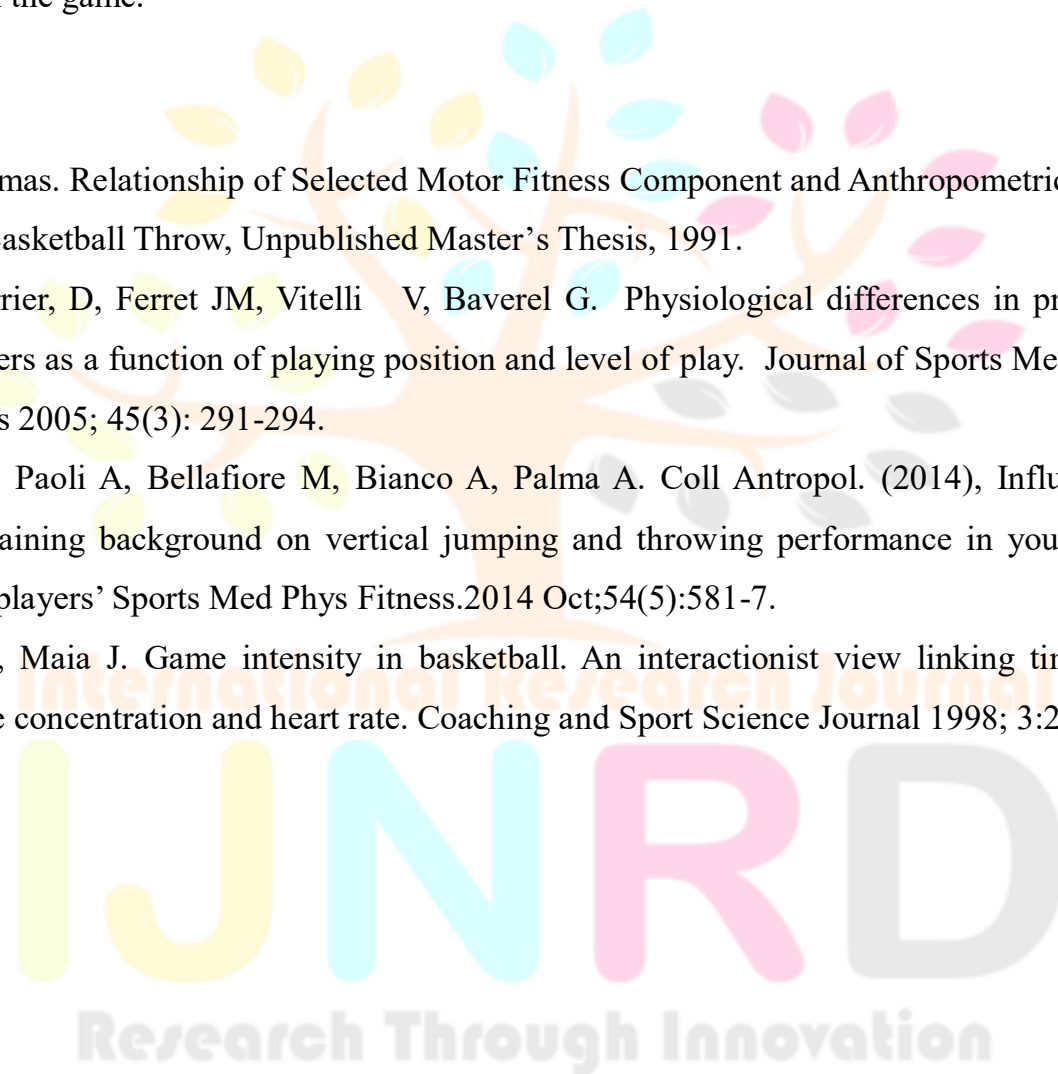 the game.
mas. Relationship of Selected Motor Fitness Component and Anthropometric
Basketball Throw, Unpublished Master’s Thesis, 1991.
rier, D, Ferret JM, Vitelli V, Baverel G. Physiological differences in pr
ers as a function of playing position and level of play. Journal of Sports Me
s 2005; 45(3): 291-294.
Paoli A, Bellafiore M, Bianco A, Palma A. Coll Antropol. (2014), Influ
aining background on vertical jumping and throwing performance in you
players’ Sports Med Phys Fitness.2014 Oct;54(5):581-7.
, Maia J. Game intensity in basketball. An interactionist view linking tim
e concentration and heart rate. Coaching and Sport Science Journal 1998; 3:2
International Research Journal
IJNRD
Research Through Innovation